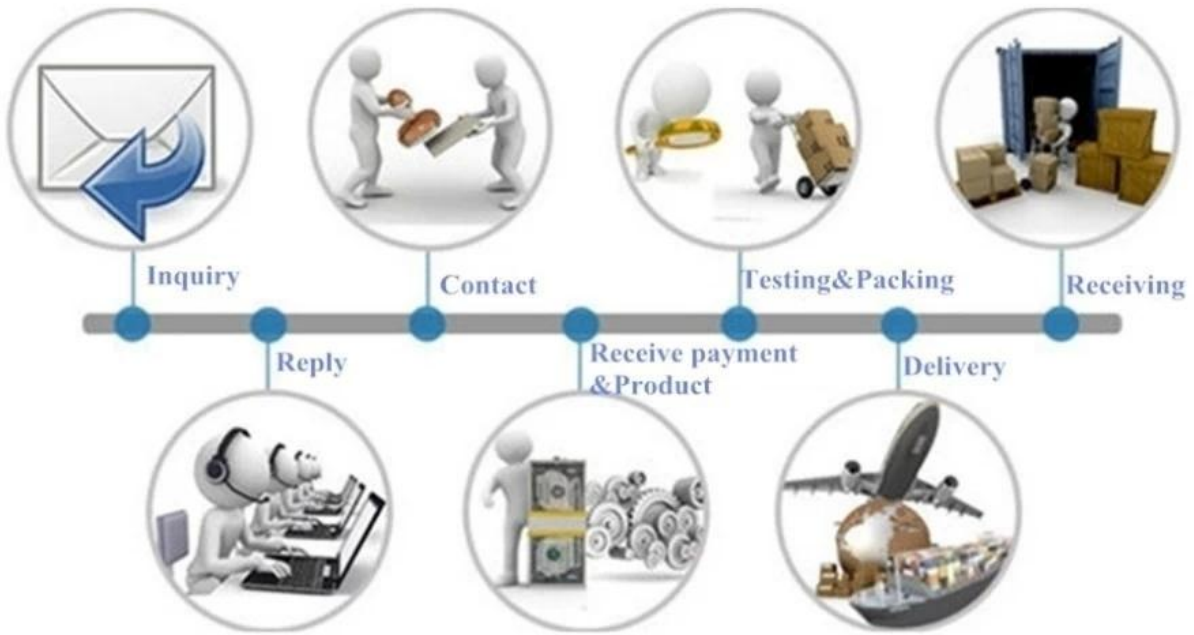 Inquiry
Reply
Contact
Receive payment
&Product
Testing&Packing
Delivery
Receiving